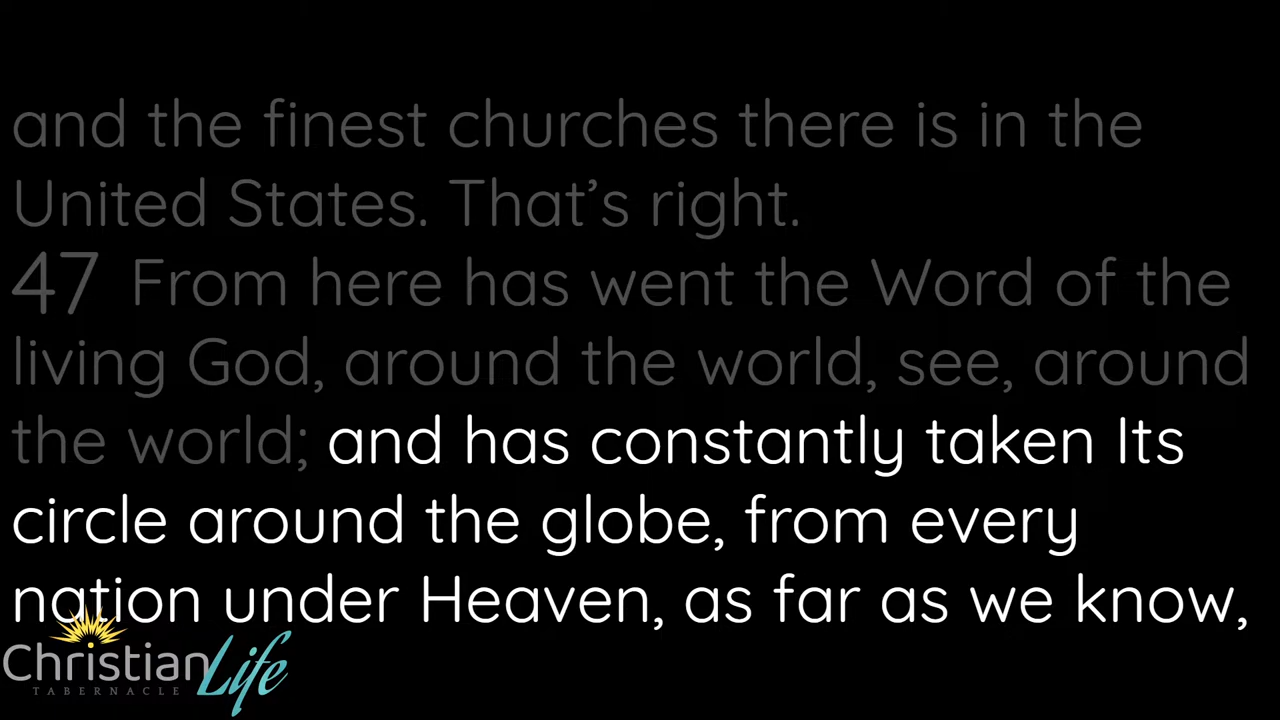 and the finest churches there is in the
United States. That’s right.
47 From here has went the Word of the
living God, around the world, see, around
the world; and has constantly taken Its
circle around the globe, from every
nation under Heaven, as far as we know,
Christian Life
TABERNACLE